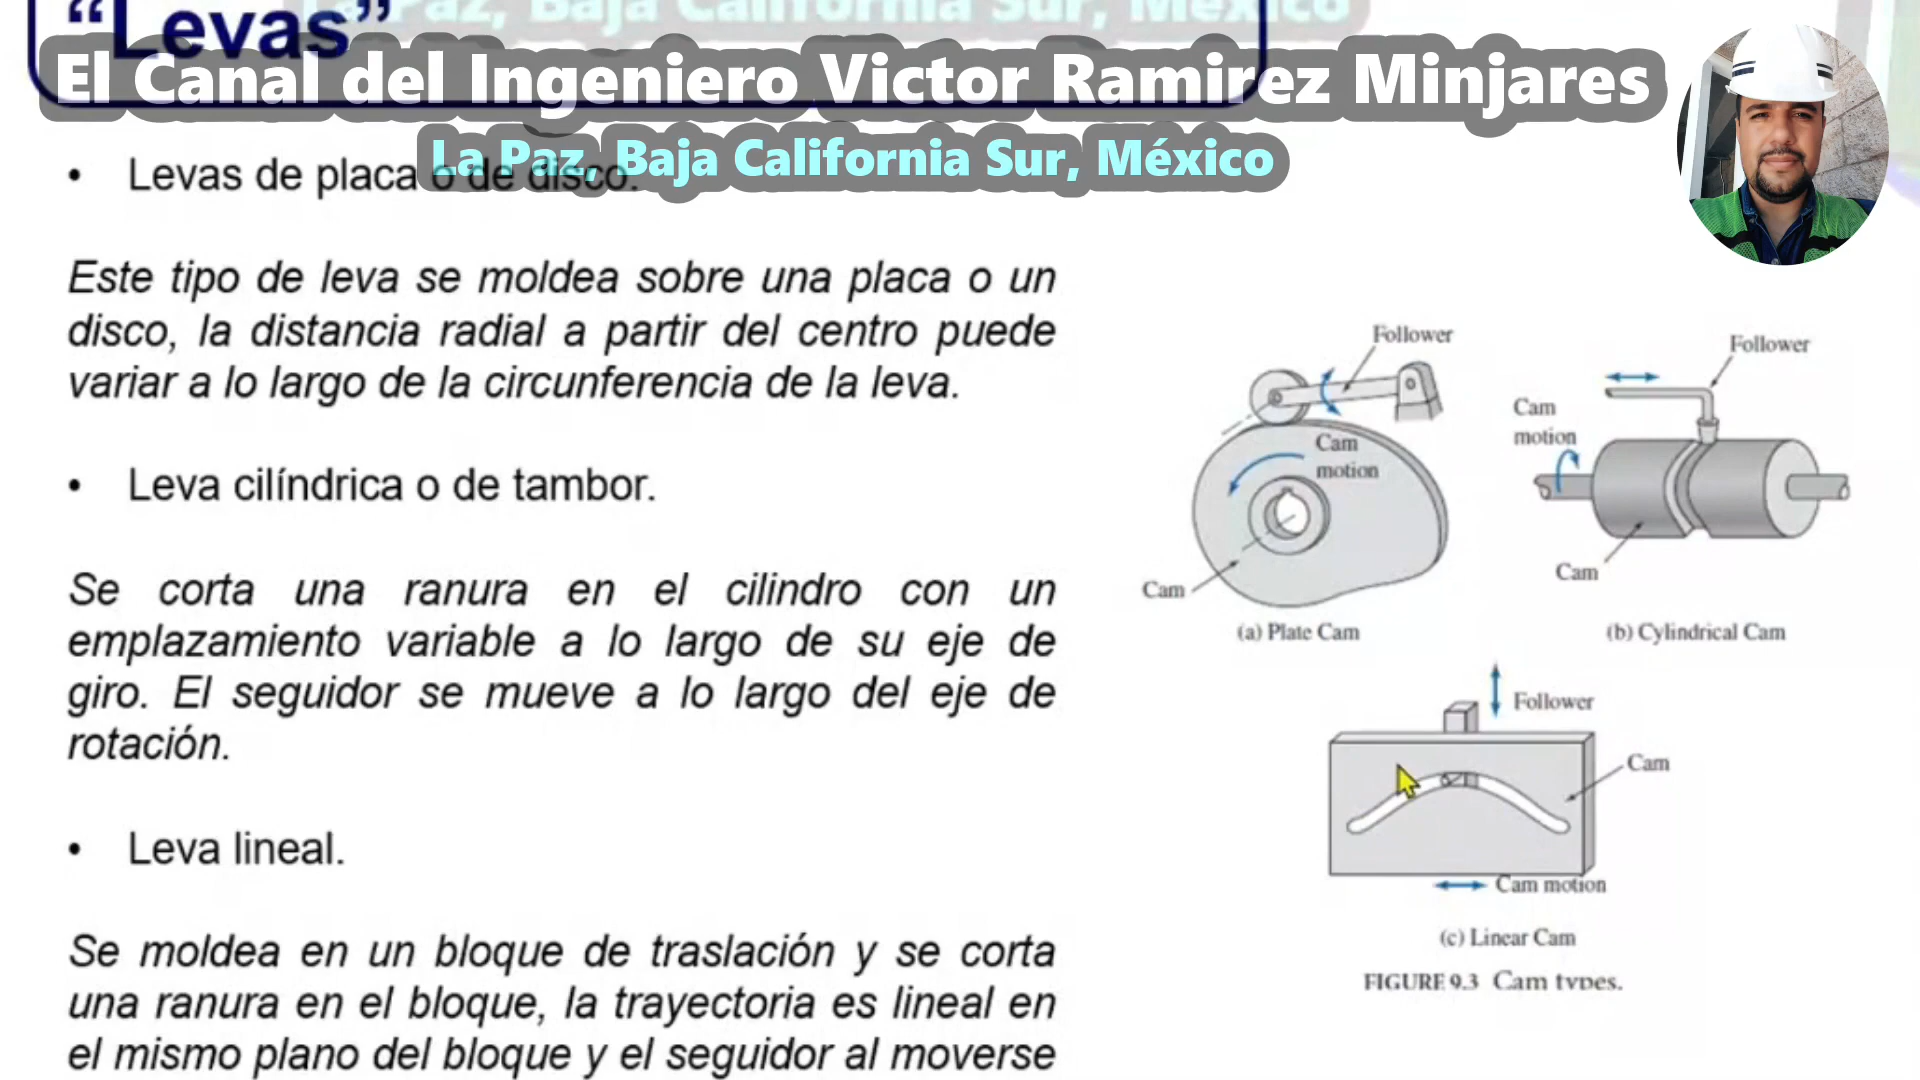 La Paz, Baja California Sur, México
“Levas”
El Canal del Ingeniero Victor Ramirez Minjares
La Paz, Baja California Sur, México
• Levas de placa o de disco.
Este tipo de leva se moldea sobre una placa o un
disco, la distancia radial a partir del centro puede
variar a lo largo de la circunferencia de la leva.
• Leva cilíndrica o de tambor.
Se corta una ranura en el cilindro con un
emplazamiento variable a lo largo de su eje de
giro. El seguidor se mueve a lo largo del eje de
rotación.
• Leva lineal.
Se moldea en un bloque de traslación y se corta
una ranura en el bloque, la trayectoria es lineal en
el mismo plano del bloque y el seguidor al moverse
Follower
Cam
motion
Cam
(a) Plate Cam
Follower
Cam
motion
Cam
(b) Cylindrical Cam
Follower
Cam
Cam motion
(c) Linear Cam
FIGURE 9.3 Cam types.